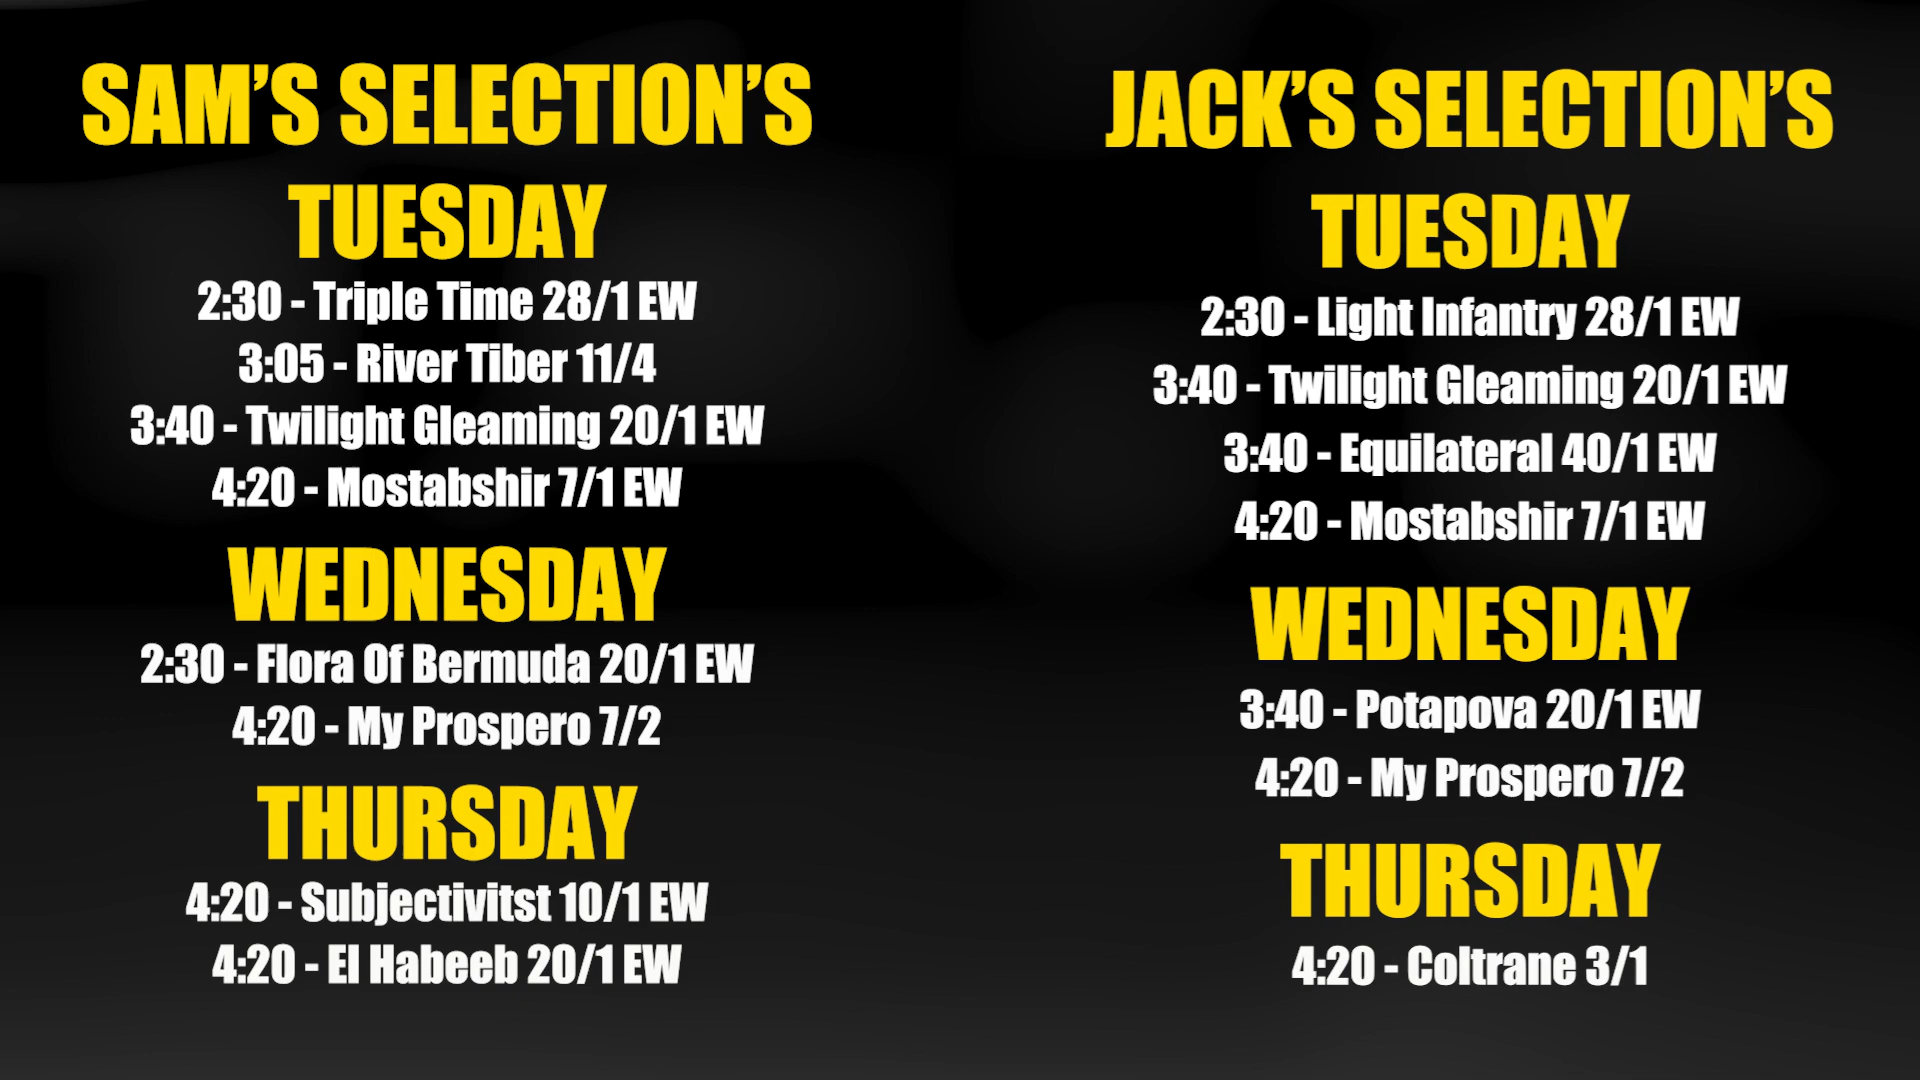 SAM'S SELECTION'S
TUESDAY
2:30 - Triple Time 28/1 EW
3:05 - River Tiber 11/4
3:40 - Twilight Gleaming 20/1 EW
4:20 - Mostabshir 7/1 EW
WEDNESDAY
2:30 - Flora Of Bermuda 20/1 EW
4:20 - My Prospero 7/2
THURSDAY
4:20 - Subjectivitst 10/1 EW
4:20 - El Habeeb 20/1 EW
JACK'S SELECTION'S
TUESDAY
2:30 - Light Infantry 28/1 EW
3:40 - Twilight Gleaming 20/1 EW
3:40 - Equilateral 40/1 EW
4:20 - Mostabshir 7/1 EW
WEDNESDAY
3:40 - Potapova 20/1 EW
4:20 - My Prospero 7/2
THURSDAY
4:20 - Coltrane 3/1